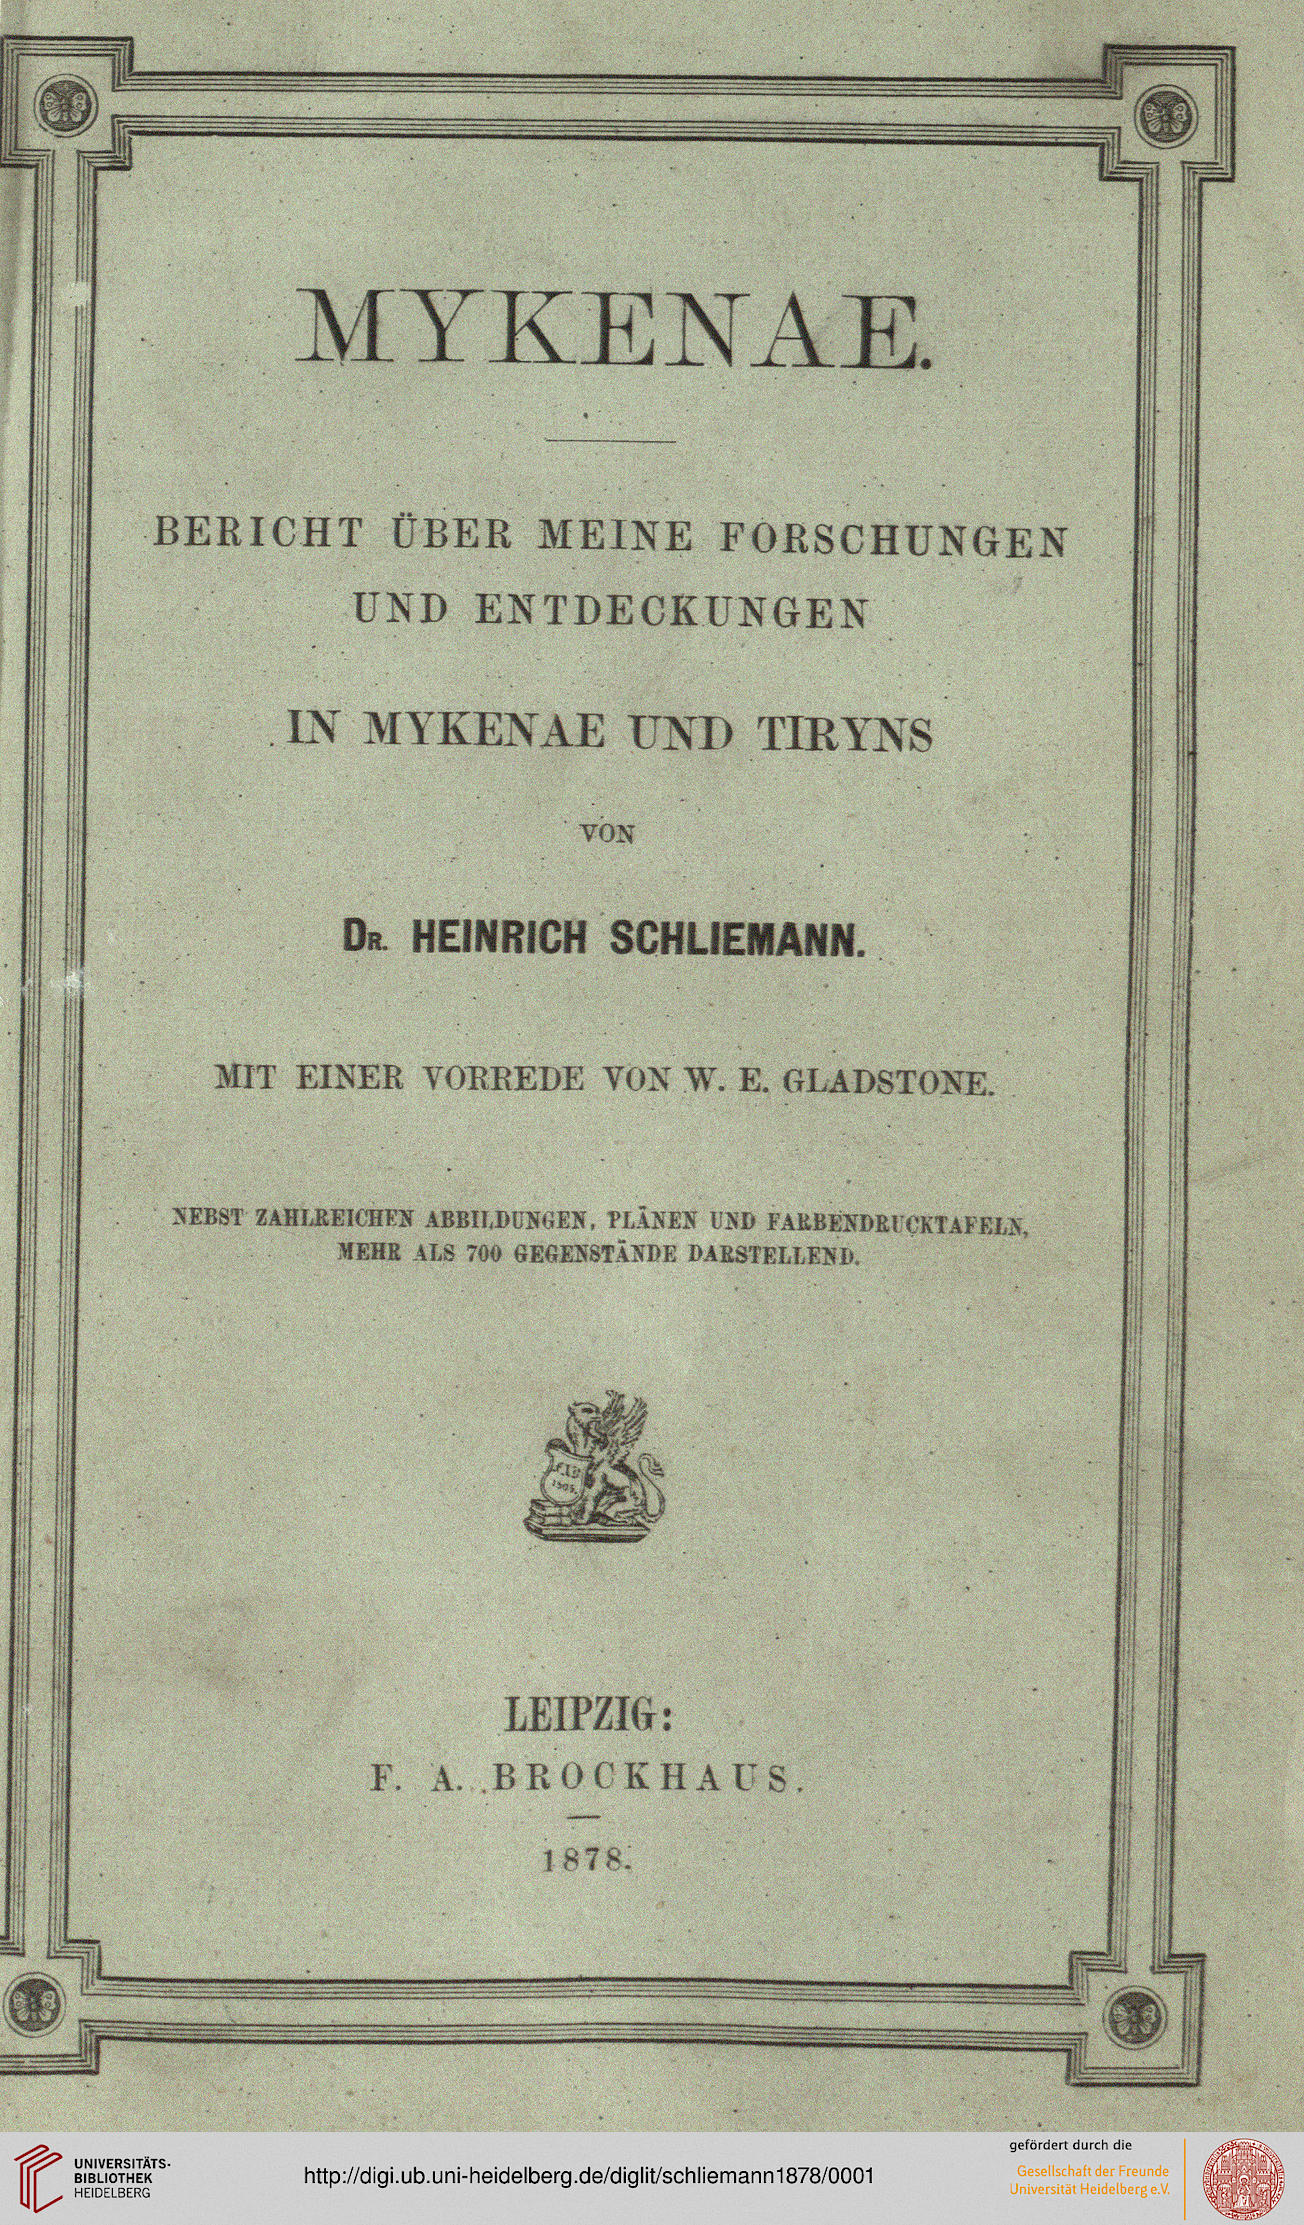 MYKENAE.
BERICHT ÜBER MEINE FORSCHUNGEN
UND ENTDECKUNGEN
IN MYKENAE UND TIRYNS
VON
DR. HEINRICH SCHLIEMANN.
MIT EINER VORREDE VON W. E. GLADSTONE.
NEBST ZAHLREICHEN ABBILDUNGEN, PLÄNEN UND FARBENDRUCKTAFELN,
MEHR ALS 700 GEGENSTÄNDE DARSTELLEND.
1805.
LEIPZIG:
F. A. BROCKHAUS.
1878.
UNIVERSITÄTS-
BIBLIOTHEK
HEIDELBERG
http://digi.ub.uni-heidelberg.de/diglit/schliemann1878/0001
gefördert durch die
Gesellschaft der Freunde
Universität Heidelberg e.V.